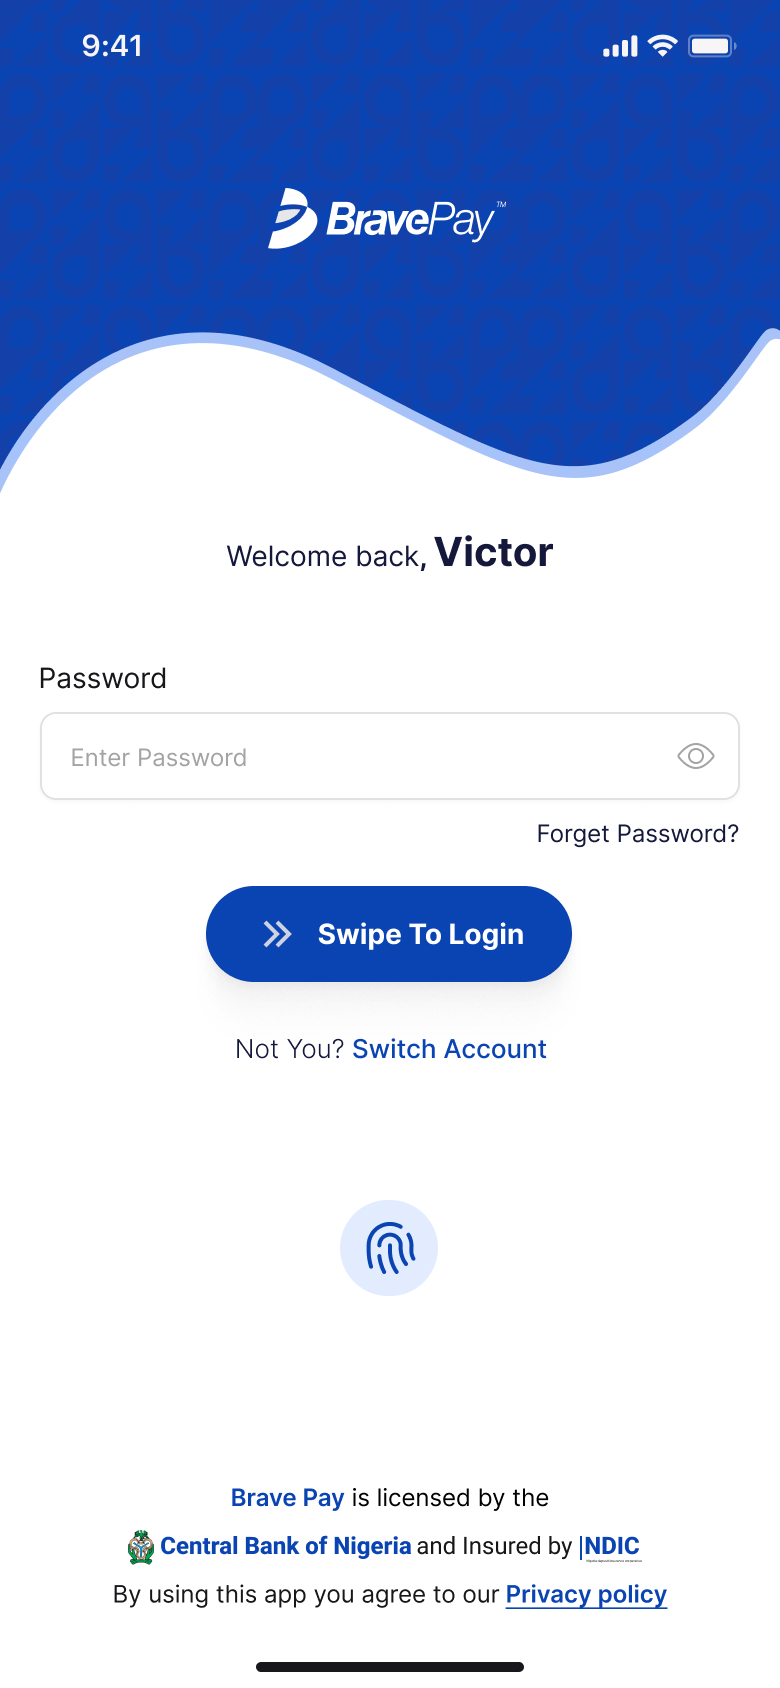 9:41
BravePay™
Welcome back, Victor
Password
Enter Password
Forget Password?
Swipe To Login
Not You? Switch Account
Brave Pay is licensed by the
Central Bank of Nigeria and Insured by NDIC
By using this app you agree to our Privacy policy